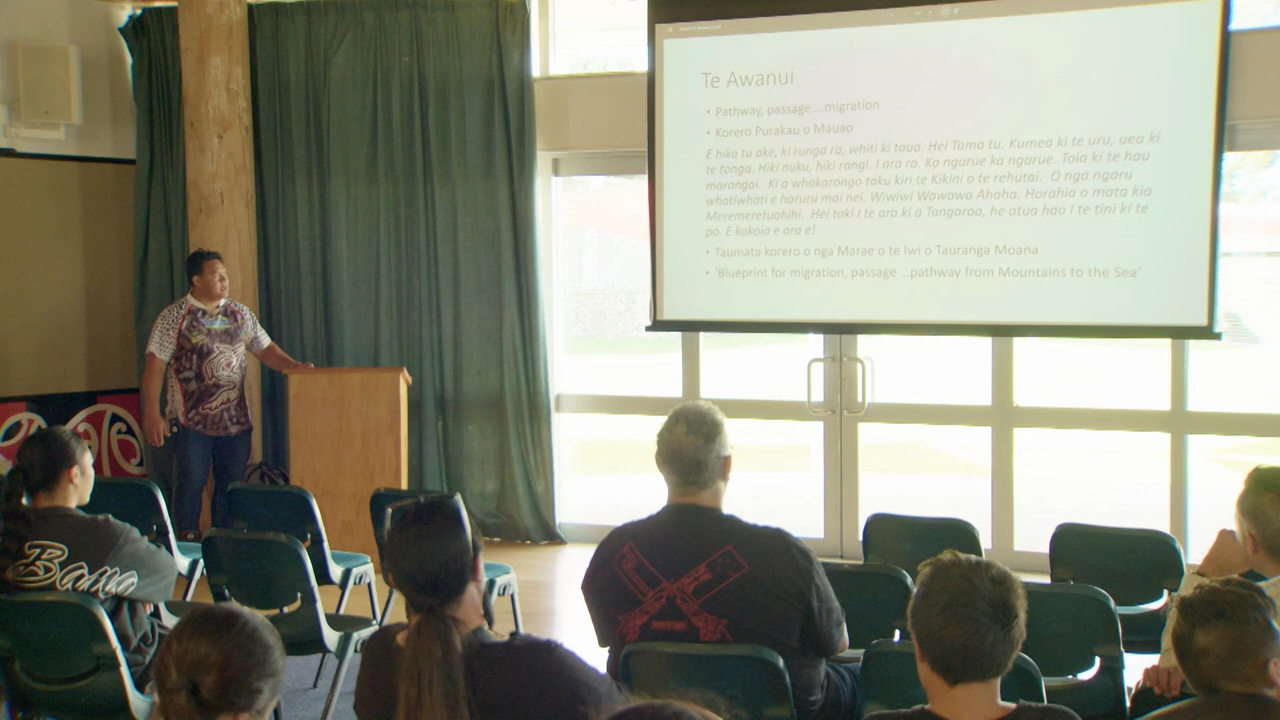 Te Awanui
• Pathway, passage....migration
• Korero Purakau o Mauao
E hika tu ake, ki runga ra, whiti ki taua. Hei Toma tu. Kumea ki te uru, uea ki
te tonga. Hiki nuku, hiki rangi. I ara ra. Ka ngarue ka ngarue. Toia ki te hau
marangai. Ki a whakarongo taku kiri te Kikini o te rehutai. O nga ngaru
whatiwhati e haruru mai nei. Wiwiwi Wawawa Ahaha. Horahia o mata kia
Meremeretuahihi. Hei taki I te ara ki a Tangaroa, he atua hao I te tini ki te
po. E kokoia e ara e!
• Taumata korero o nga Marae o te Iwi o Tauranga Moana
• 'Blueprint for migration, passage ...pathway from Mountains to the Sea'